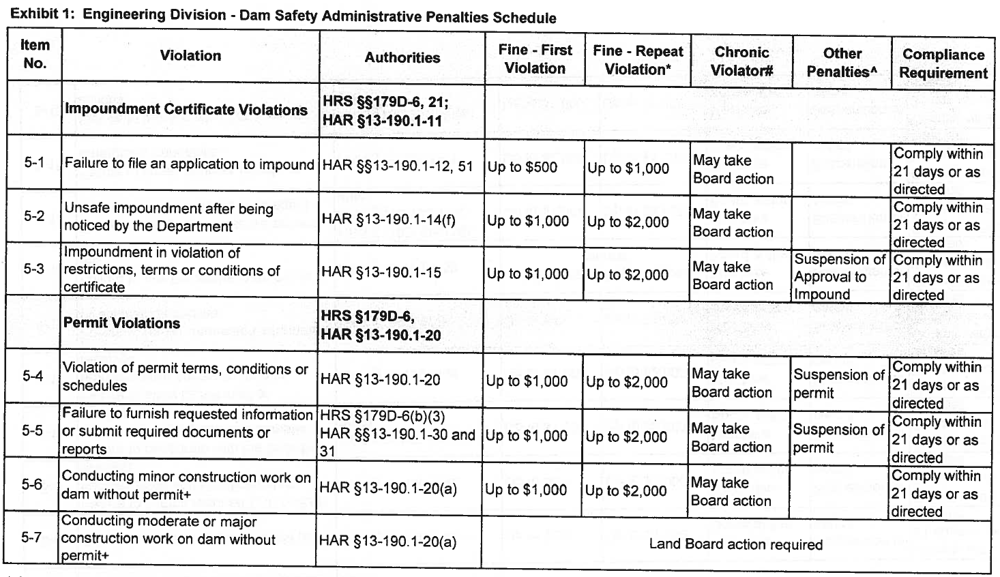 Exhibit 1: Engineering Division - Dam Safety Administrative Penalties Schedule
Item
No.
Violation
Authorities
Fine - First
Violation
Fine - Repeat
Violation*
Chronic
Violator#
Other
Penalties^
Compliance
Requirement
Impoundment Certificate Violations
HRS §§179D-6, 21;
HAR §13-190.1-11
5-1
Failure to file an application to impound
HAR §§13-190.1-12, 51
Up to $500
Up to $1,000
May take
Board action
Comply within
21 days or as
directed
5-2
Unsafe impoundment after being
noticed by the Department
HAR §13-190.1-14(f)
Up to $1,000
Up to $2,000
May take
Board action
Comply within
21 days or as
directed
5-3
Impoundment in violation of
restrictions, terms or conditions of
certificate
HAR §13-190.1-15
Up to $1,000
Up to $2,000
May take
Board action
Suspension of
Approval to
Impound
Comply within
21 days or as
directed
Permit Violations
HRS §179D-6,
HAR §13-190.1-20
5-4
Violation of permit terms, conditions or
schedules
HAR §13-190.1-20
Up to $1,000
Up to $2,000
May take
Board action
Suspension of
permit
Comply within
21 days or as
directed
5-5
Failure to furnish requested information
or submit required documents or
reports
HRS §179D-6(b)(3)
HAR §§13-190.1-30 and
31
Up to $1,000
Up to $2,000
May take
Board action
Suspension of
permit
Comply within
21 days or as
directed
5-6
Conducting minor construction work on
dam without permit+
HAR §13-190.1-20(a)
Up to $1,000
Up to $2,000
May take
Board action
Comply within
21 days or as
directed
5-7
Conducting moderate or major
construction work on dam without
permit+
HAR §13-190.1-20(a)
Land Board action required